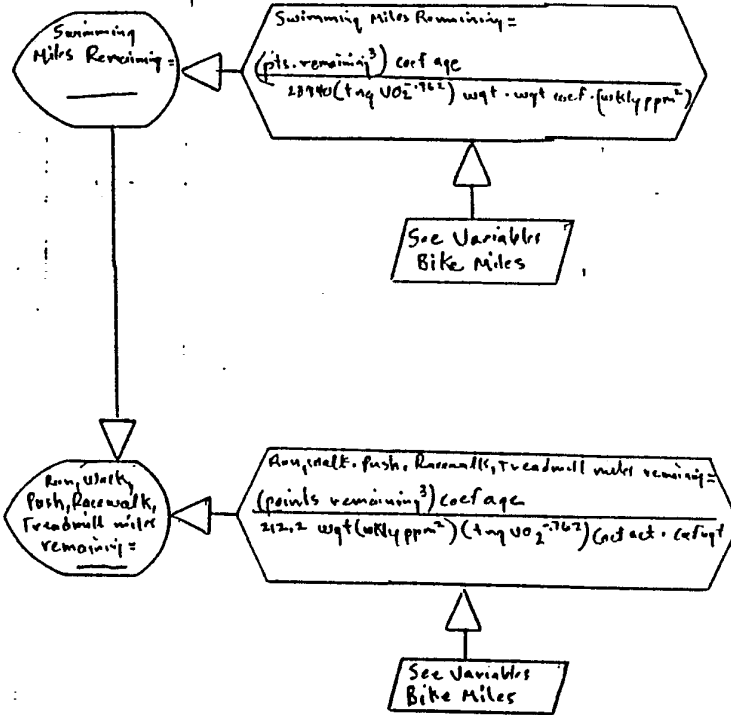 Swimming
Miles Remaining =
Swimming Miles Remaining =
(pts. remaining³) coef age
(tng VO₂^-.762) wgt · wgt coef · (wkly ppm²)
See Variables
Bike Miles
Run, Walk,
Push, Racewalk,
Treadmill miles
remaining =
Run, walk, Push, Racewalk, Treadmill miles remaining =
(points remaining³) coef age
212.2 wgt (wkly ppm²) (tng VO₂^-.762) Coef act · coef wgt
See Variables
Bike Miles